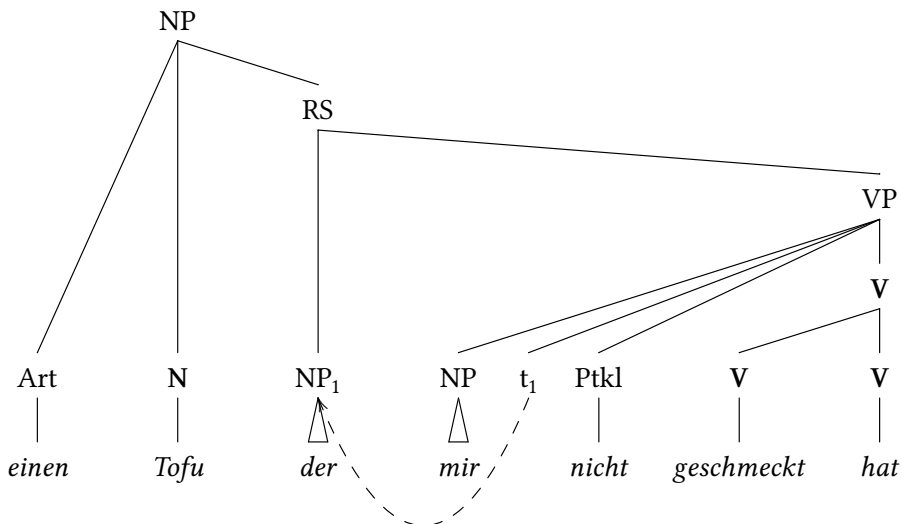 NP
RS
VP
V
Art N NP₁ NP t₁ Ptkl V V
einen Tofu der mir nicht geschmeckt hat